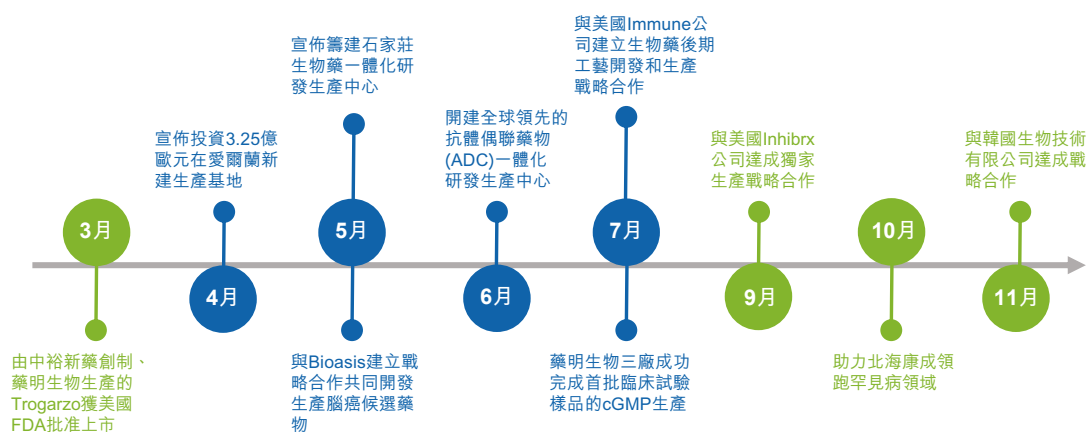 3月
由中裕新藥創制、
藥明生物生產的
Trogarzo獲美國
FDA批准上市
宣佈投資3.25億
歐元在愛爾蘭新
建生產基地
4月
宣佈籌建石家莊
生物藥一體化研
發生產中心
5月
與Bioasis建立戰
略合作共同開發
生產腦癌候選藥
物
開建全球領先的
抗體偶聯藥物
(ADC)一體化
研發生產中心
6月
與美國Immune公
司建立生物藥後期
工藝開發和生產
戰略合作
7月
藥明生物三廠成功
完成首批臨床試驗
樣品的cGMP生產
與美國Inhibrx
公司達成獨家
生產戰略合作
9月
10月
助力北海康成領
跑罕見病領域
與韓國生物技術
有限公司達成戰
略合作
11月